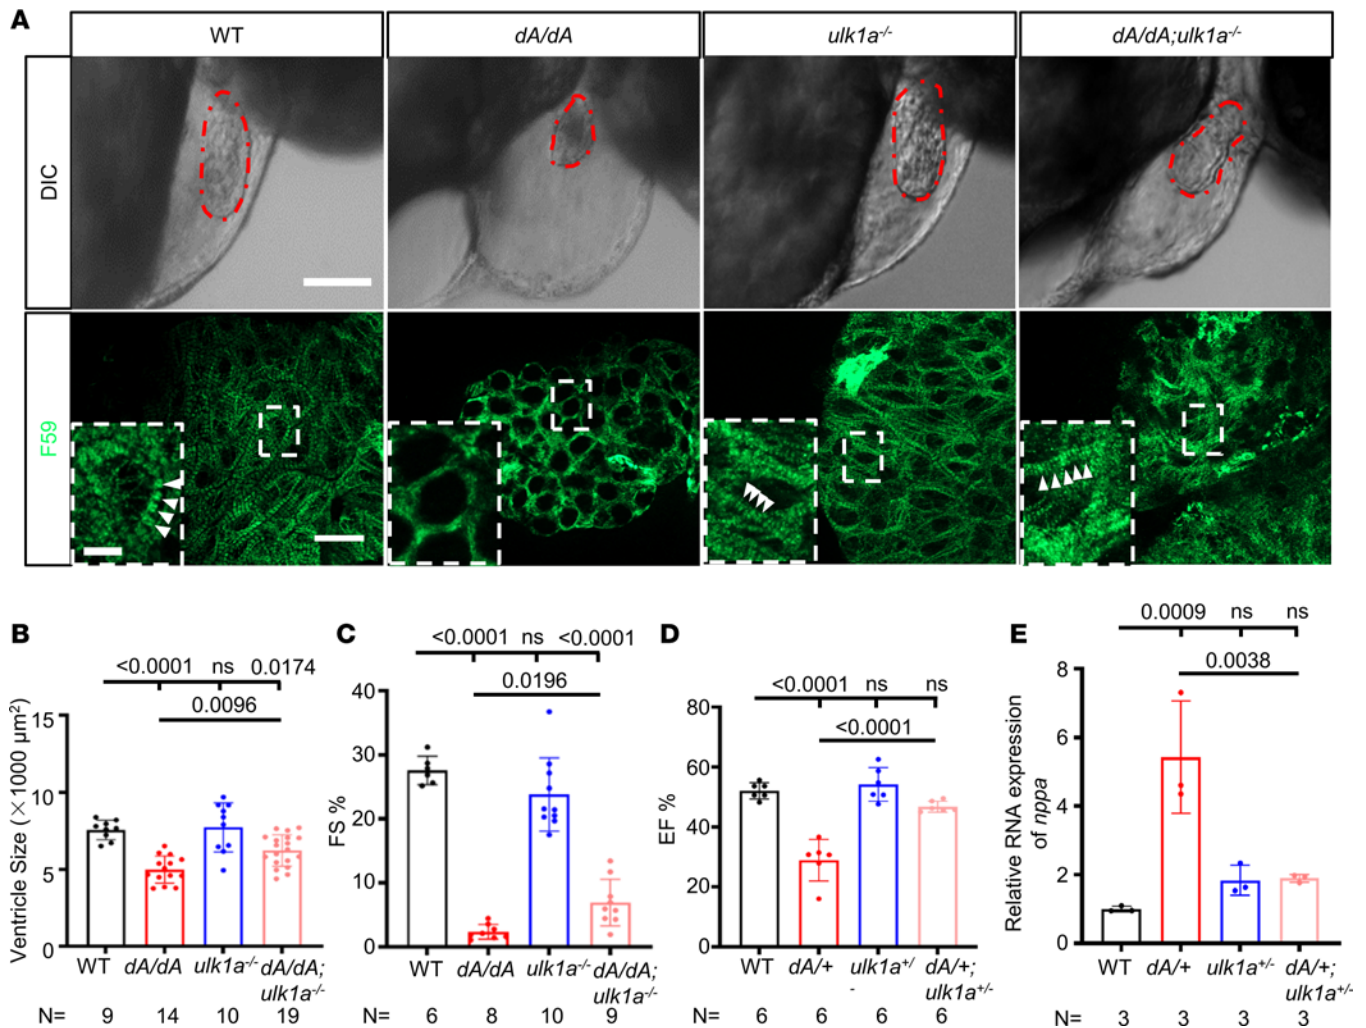 A
WT
dA/dA
ulk1a-/-
dA/dA;ulk1a-/-
DIC
F59
B
<0.0001 ns 0.0174
0.0096
Ventricle Size (×1000 µm²)
15
10
5
0
WT dA/dA ulk1a-/- dA/dA;
ulk1a-/-
N= 9 14 10 19
C
<0.0001 ns <0.0001
0.0196
FS %
40
30
20
10
0
WT dA/dA ulk1a-/- dA/dA;
ulk1a-/-
N= 6 8 10 9
D
<0.0001 ns ns
<0.0001
EF %
80
60
40
20
0
WT dA/+ ulk1a+/ dA/+;
- ulk1a+/-
N= 6 6 6 6
E
0.0009 ns ns
0.0038
Relative RNA expression
of nppa
8
6
4
2
0
WT dA/+ ulk1a+/- dA/+;
ulk1a+/-
N= 3 3 3 3